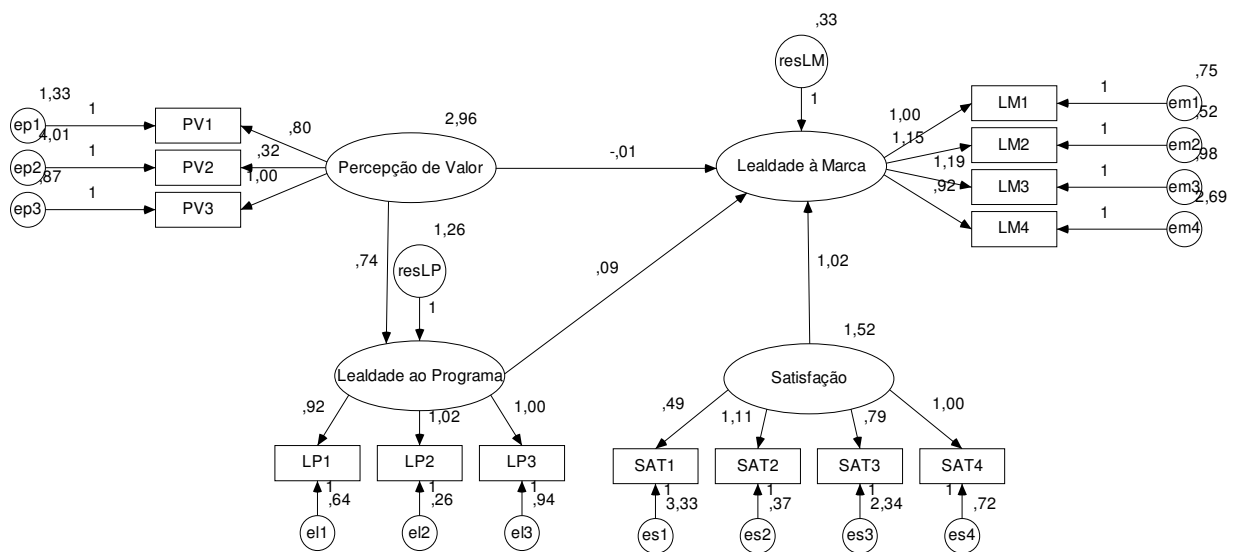 ,33
resLM
1
1,33
ep1
1
PV1
,80
4,01
ep2
1
PV2
,32
,87
ep3
1
PV3
1,00
2,96
Percepção de Valor
-,01
Lealdade à Marca
1,00
LM1
1
em1
,75
1,15
LM2
1
em2
,52
1,19
LM3
1
em3
,98
,92
LM4
1
em4
2,69
,74
1,26
resLP
1
,09
1,02
Lealdade ao Programa
1,52
Satisfação
,92
1,02
1,00
,49
1,11
,79
1,00
LP1
LP2
LP3
SAT1
SAT2
SAT3
SAT4
1
,64
1
,26
1
,94
1
3,33
1
,37
1
2,34
1
,72
el1
el2
el3
es1
es2
es3
es4